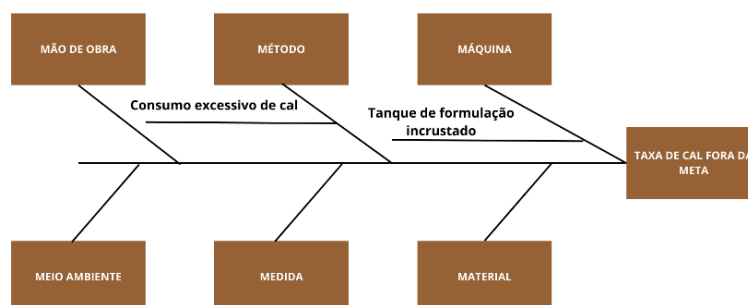 MÃO DE OBRA
MÉTODO
MÁQUINA
Consumo excessivo de cal
Tanque de formulação
incrustado
TAXA DE CAL FORA DA
META
MEIO AMBIENTE
MEDIDA
MATERIAL